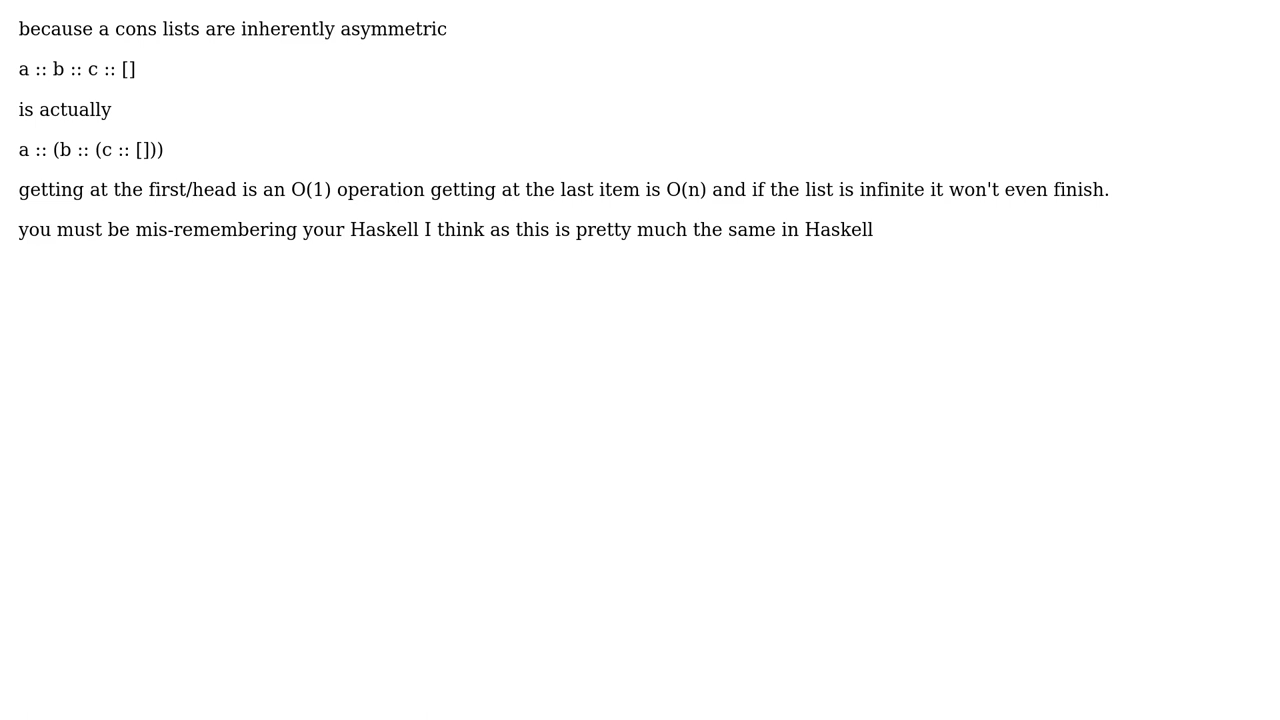 because a cons lists are inherently asymmetric
a :: b :: c :: []
is actually
a :: (b :: (c :: []))
getting at the first/head is an O(1) operation getting at the last item is O(n) and if the list is infinite it won't even finish.
you must be mis-remembering your Haskell I think as this is pretty much the same in Haskell